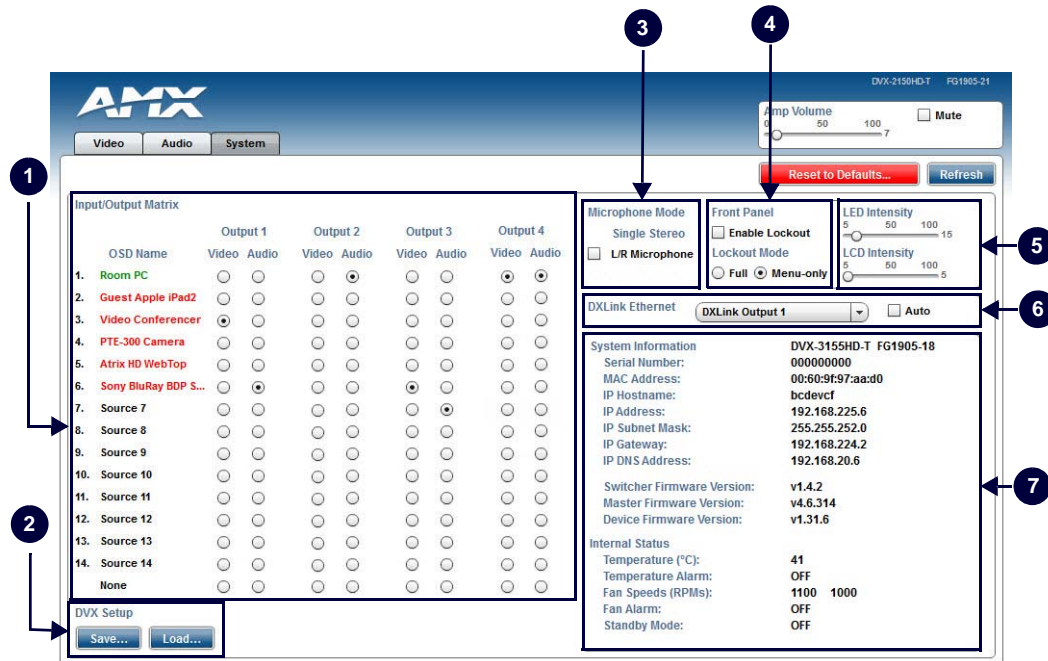 3
4
DVX-2150HD-T FG1905-21
AMX
Amp Volume
0 50 100
7
Mute
Video Audio System
1
Reset to Defaults... Refresh
Input/Output Matrix
Output 1 Output 2 Output 3 Output 4
OSD Name Video Audio Video Audio Video Audio Video Audio
1. Room PC
2. Guest Apple iPad2
3. Video Conferencer
4. PTE-300 Camera
5. Atrix HD WebTop
6. Sony BluRay BDP S...
7. Source 7
8. Source 8
9. Source 9
10. Source 10
11. Source 11
12. Source 12
13. Source 13
14. Source 14
None
2
DVX Setup
Save... Load...
Microphone Mode
Single Stereo
L/R Microphone
Front Panel
Enable Lockout
Lockout Mode
Full Menu-only
LED Intensity
5 50 100
15
LCD Intensity
5 50 100
5
5
DXLink Ethernet DXLink Output 1 Auto
6
System Information DVX-3155HD-T FG1905-18
Serial Number: 000000000
MAC Address: 00:60:9f:97:aa:d0
IP Hostname: bcdevcf
IP Address: 192.168.225.6
IP Subnet Mask: 255.255.252.0
IP Gateway: 192.168.224.2
IP DNS Address: 192.168.20.6
Switcher Firmware Version: v1.4.2
Master Firmware Version: v4.6.314
Device Firmware Version: v1.31.6
7
Internal Status
Temperature (°C): 41
Temperature Alarm: OFF
Fan Speeds (RPMs): 1100 1000
Fan Alarm: OFF
Standby Mode: OFF